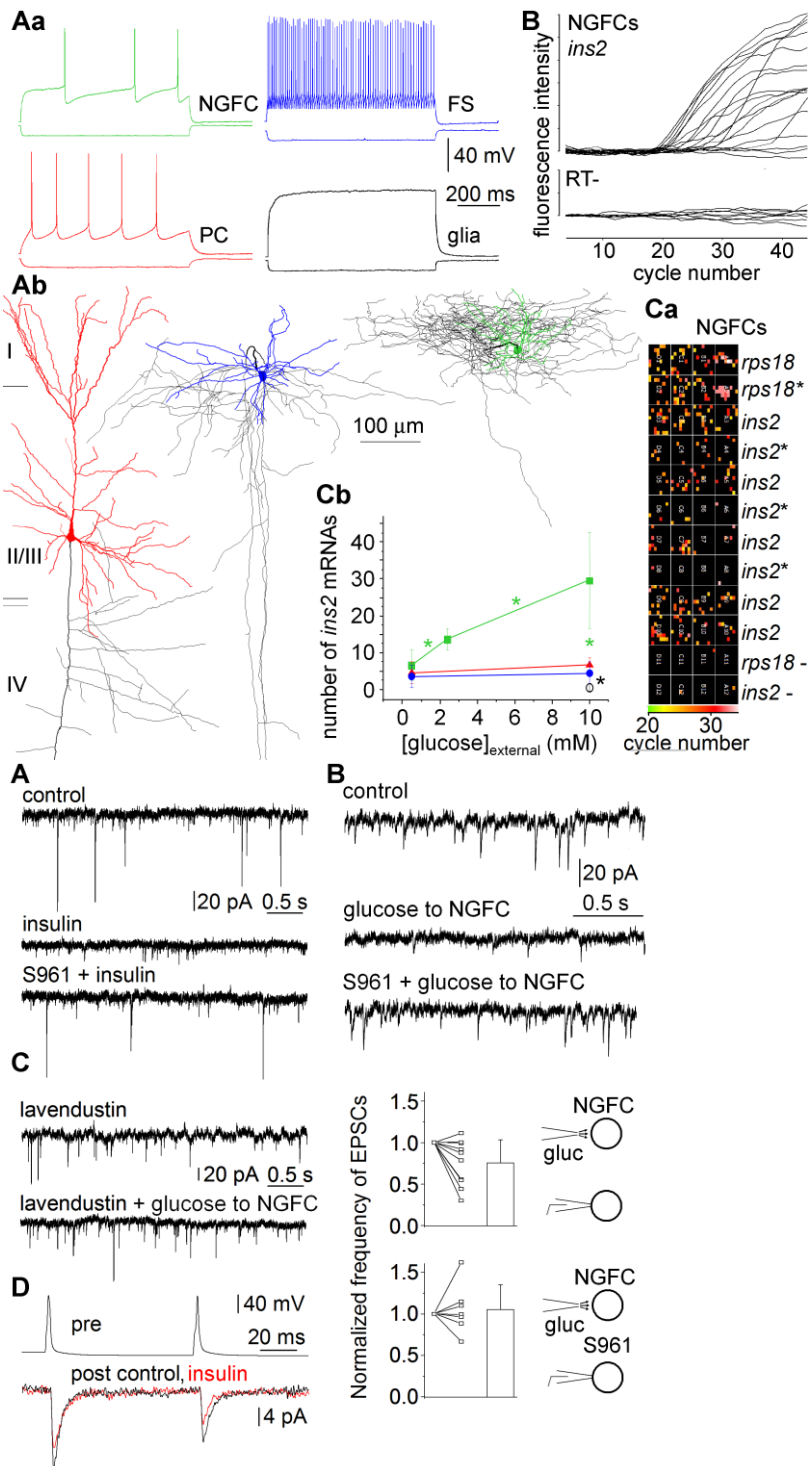 Aa
NGFC
FS
40 mV
200 ms
PC
glia
B
NGFCs
ins2
RT-
fluorescence intensity
10 20 30 40
cycle number
Ab
I
II/III
IV
100 μm
Ca
NGFCs
rps18
rps18*
ins2
ins2*
ins2
ins2*
ins2
ins2*
ins2
ins2
rps18 -
ins2 -
20 30
cycle number
Cb
number of ins2 mRNAs
40
30
20
10
5
0
* * *
*
0 2 4 6 8 10
[glucose]external (mM)
A
control
20 pA 0.5 s
insulin
S961 + insulin
B
control
20 pA
0.5 s
glucose to NGFC
S961 + glucose to NGFC
C
lavendustin
20 pA 0.5 s
lavendustin + glucose to NGFC
Normalized frequency of EPSCs
1.5
1.0
0.5
0.0
NGFC
gluc
1.5
1.0
0.5
0.0
NGFC
gluc
S961
D
pre
40 mV
20 ms
post control, insulin
4 pA